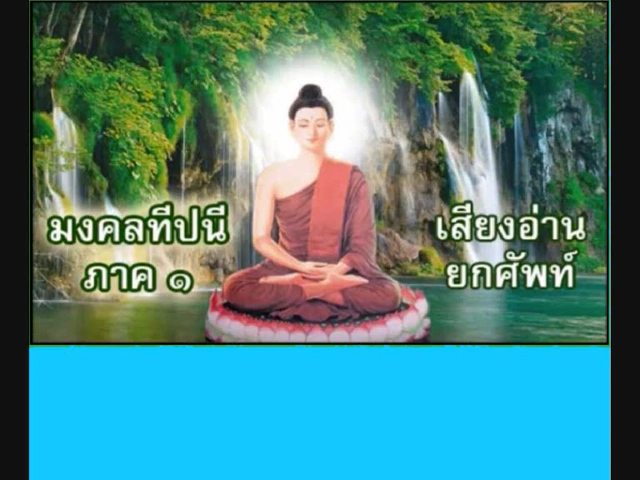 มงคลทีปนี
ภาค ๑
เสียงอ่าน
ยกศัพท์